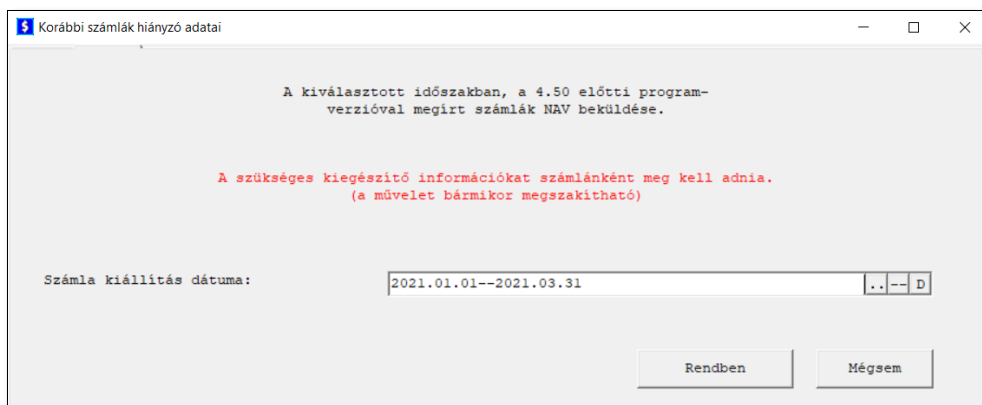 Korábbi számlák hiányzó adatai
A kiválasztott időszakban, a 4.50 előtti program-
verzióval megírt számlák NAV beküldése.
A szükséges kiegészítő információkat számlánként meg kell adnia.
(a művelet bármikor megszakítható)
Számla kiállítás dátuma: 2021.01.01--2021.03.31 .. -- D
Rendben Mégsem